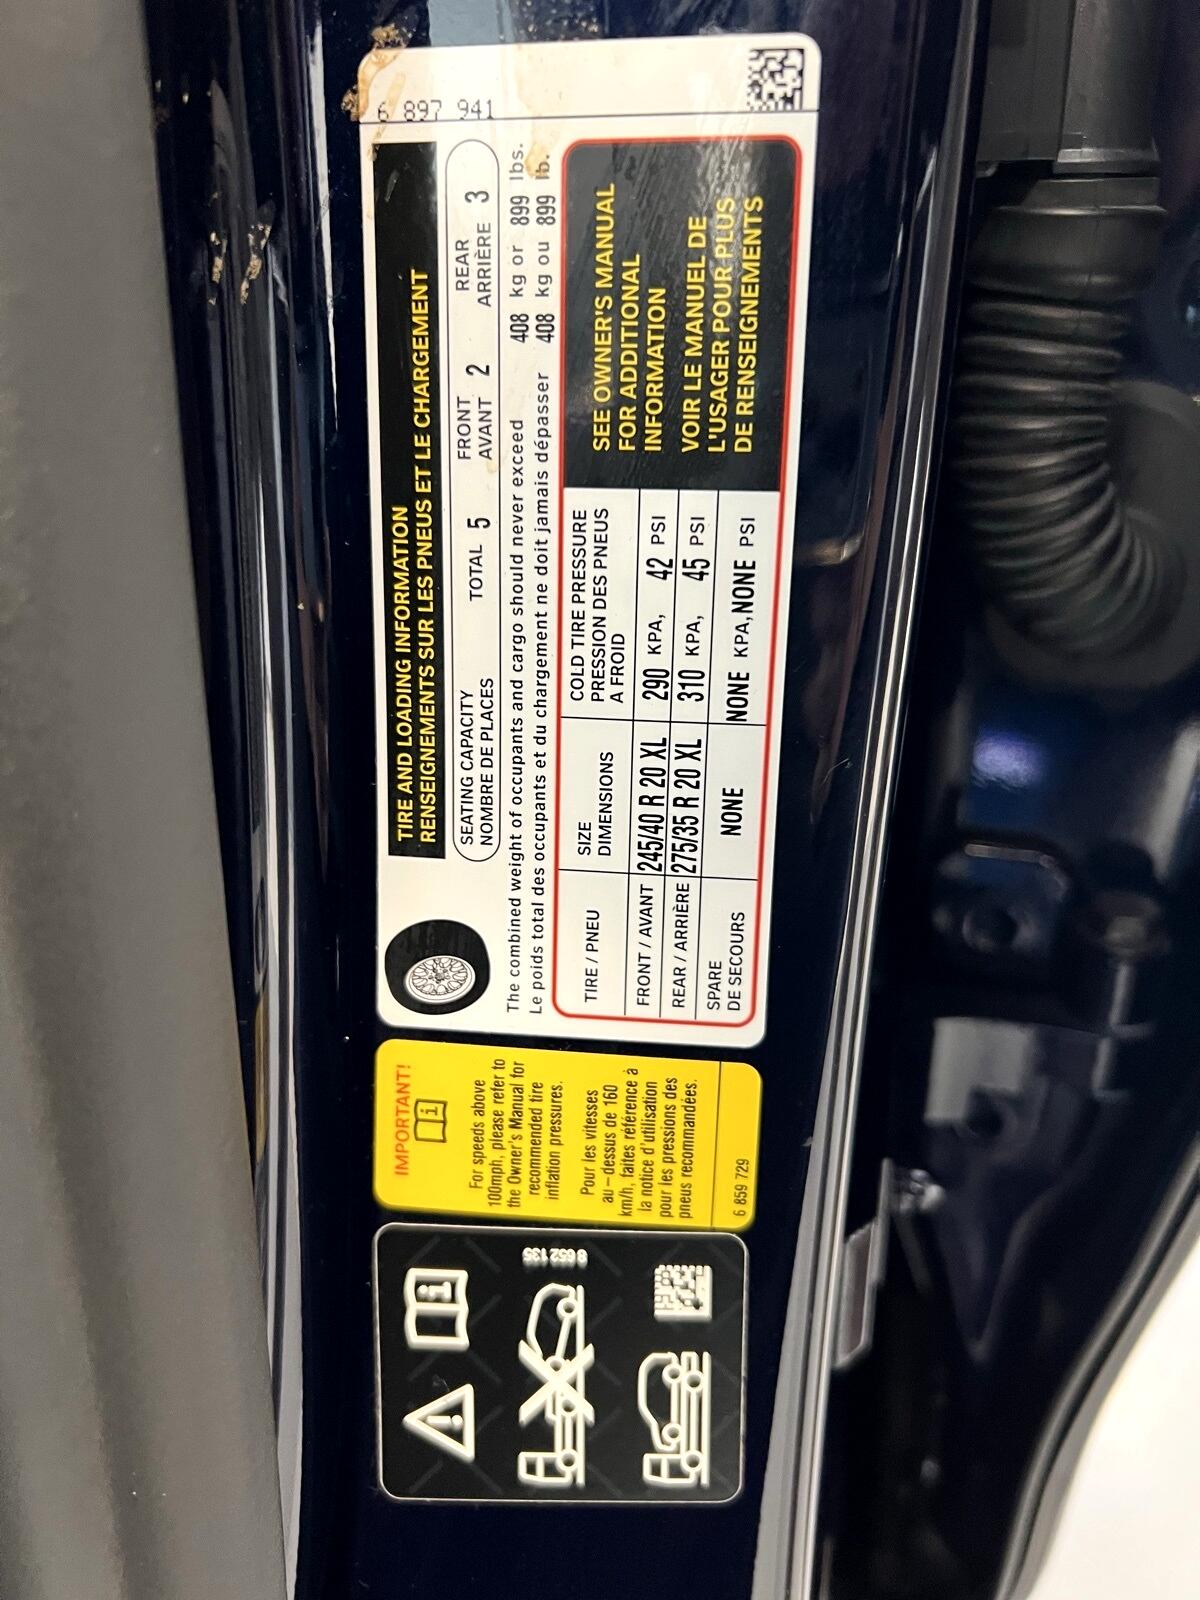 6 897 941
TIRE AND LOADING INFORMATION
RENSEIGNEMENTS SUR LES PNEUS ET LE CHARGEMENT
SEATING CAPACITY
NOMBRE DE PLACES
TOTAL 5
FRONT
AVANT 2
REAR
ARRIÈRE 3
The combined weight of occupants and cargo should never exceed 408 kg or 899 lbs.
Le poids total des occupants et du chargement ne doit jamais dépasser 408 kg ou 899 lb.
TIRE / PNEU
SIZE
DIMENSIONS
COLD TIRE PRESSURE
PRESSION DES PNEUS
A FROID
FRONT / AVANT 245/40 R 20 XL 290 KPA, 42 PSI
REAR / ARRIÈRE 275/35 R 20 XL 310 KPA, 45 PSI
SPARE
DE SECOURS
NONE NONE KPA, NONE PSI
SEE OWNER'S MANUAL
FOR ADDITIONAL
INFORMATION
VOIR LE MANUEL DE
L'USAGER POUR PLUS
DE RENSEIGNEMENTS
IMPORTANT!
For speeds above
100mph, please refer to
the Owner's Manual for
recommended tire
inflation pressures.
Pour les vitesses
au-dessus de 160
km/h, faites référence à
la notice d'utilisation
pour les pressions des
pneus recommandées.
6 859 729
8 652 135